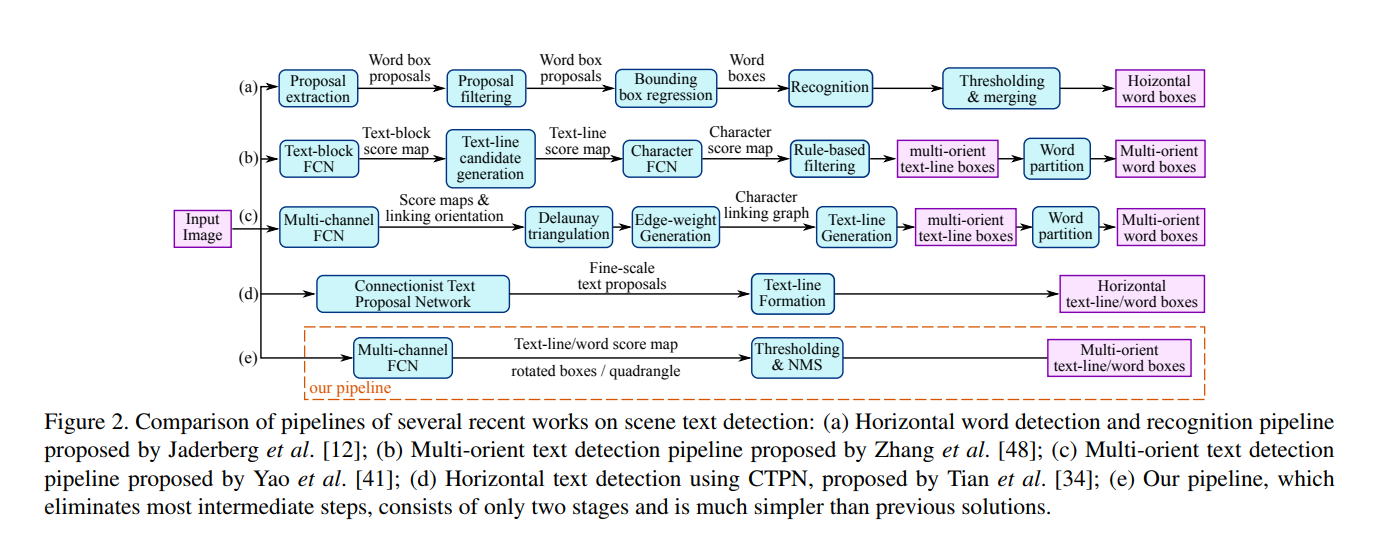 Word box
proposals
Word box
proposals
Word
boxes
(a)
Proposal
extraction
Proposal
filtering
Bounding
box regression
Recognition
Thresholding
& merging
Hoizontal
word boxes
Text-block
score map
Text-line
score map
Character
score map
(b)
Text-block
FCN
Text-line
candidate
generation
Character
FCN
Rule-based
filtering
multi-orient
text-line boxes
Word
partition
Multi-orient
word boxes
Input
Image
(c)
Score maps &
linking orientation
Character
linking graph
Multi-channel
FCN
Delaunay
triangulation
Edge-weight
Generation
Text-line
Generation
multi-orient
text-line boxes
Word
partition
Multi-orient
word boxes
(d)
Connectionist Text
Proposal Network
Fine-scale
text proposals
Text-line
Formation
Horizontal
text-line/word boxes
(e)
Multi-channel
FCN
Text-line/word score map
rotated boxes / quadrangle
Thresholding
& NMS
Multi-orient
text-line/word boxes
our pipeline
Figure 2. Comparison of pipelines of several recent works on scene text detection: (a) Horizontal word detection and recognition pipeline
proposed by Jaderberg et al. [12]; (b) Multi-orient text detection pipeline proposed by Zhang et al. [48]; (c) Multi-orient text detection
pipeline proposed by Yao et al. [41]; (d) Horizontal text detection using CTPN, proposed by Tian et al. [34]; (e) Our pipeline, which
eliminates most intermediate steps, consists of only two stages and is much simpler than previous solutions.